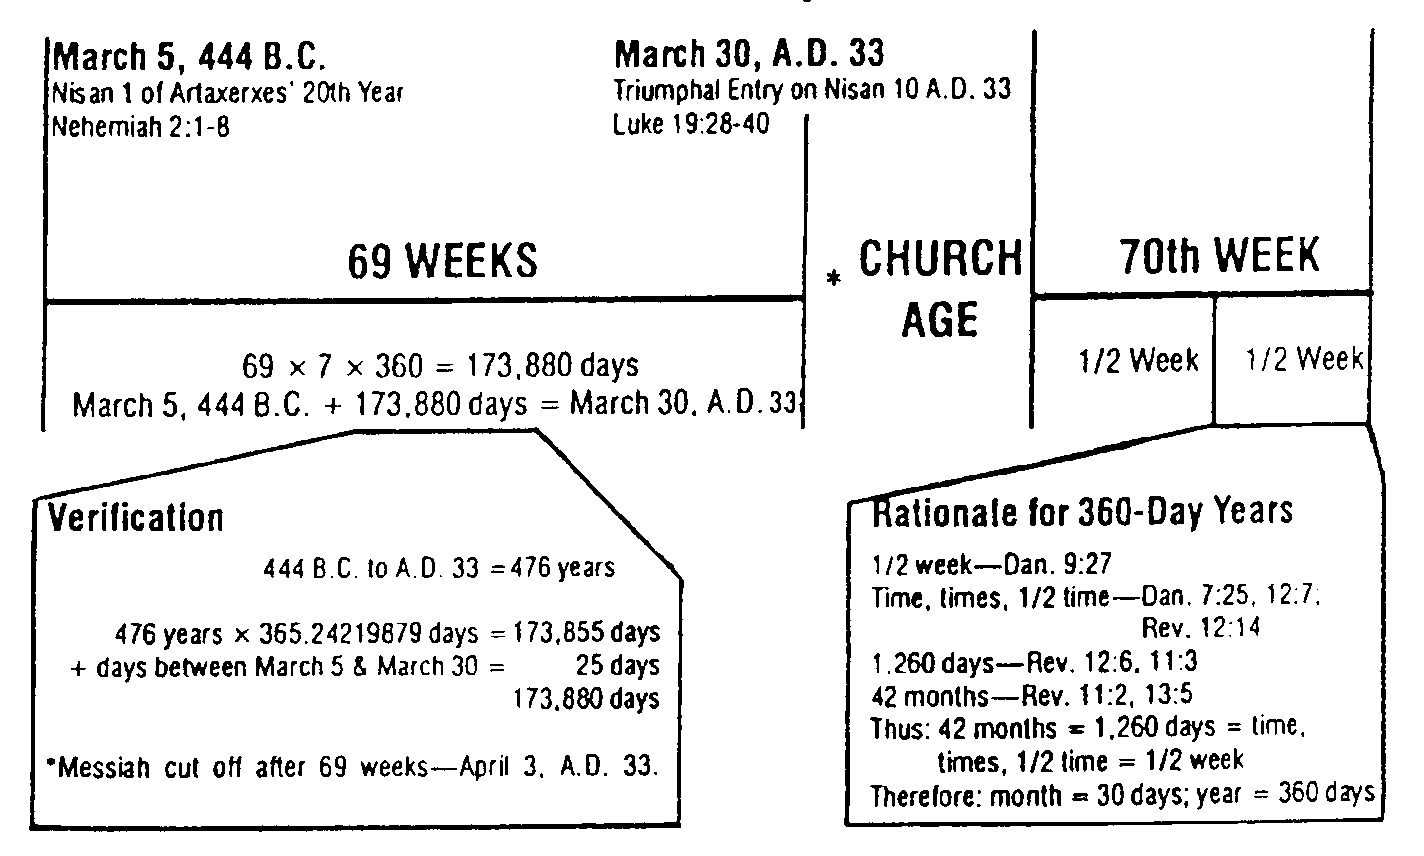 March 5, 444 B.C.
Nisan 1 of Artaxerxes' 20th Year
Nehemiah 2:1-8
March 30, A.D. 33
Triumphal Entry on Nisan 10 A.D. 33
Luke 19:28-40
69 WEEKS
* CHURCH
AGE
70th WEEK
69 × 7 × 360 = 173,880 days
March 5, 444 B.C. + 173,880 days = March 30, A.D. 33
1/2 Week
1/2 Week
Verification
444 B.C. to A.D. 33 = 476 years
476 years × 365.24219879 days = 173,855 days
+ days between March 5 & March 30 = 25 days
173,880 days
*Messiah cut off after 69 weeks—April 3, A.D. 33.
Rationale for 360-Day Years
1/2 week—Dan. 9:27
Time, times, 1/2 time—Dan. 7:25, 12:7;
Rev. 12:14
1,260 days—Rev. 12:6, 11:3
42 months—Rev. 11:2, 13:5
Thus: 42 months = 1,260 days = time,
times, 1/2 time = 1/2 week
Therefore: month = 30 days; year = 360 days